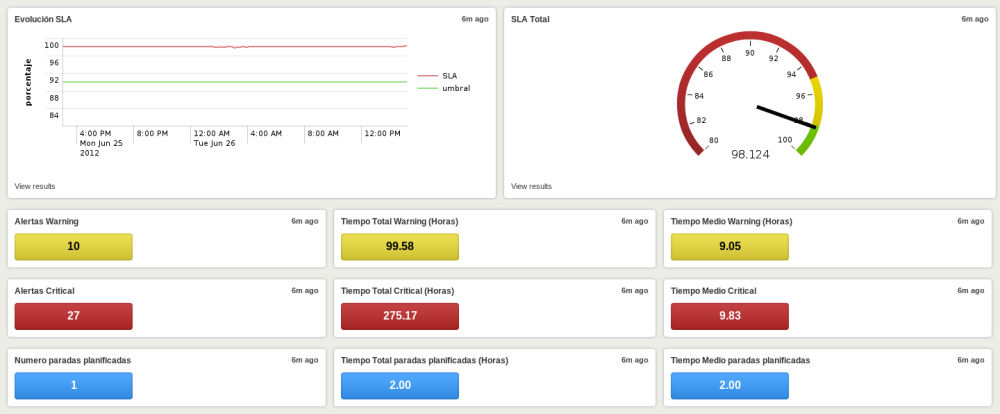 Evolución SLA 6m ago
SLA Total 6m ago
100
96
92
88
84
porcentaje
4:00 PM 8:00 PM 12:00 AM 4:00 AM 8:00 AM 12:00 PM
Mon Jun 25 Tue Jun 26
2012
SLA
umbral
View results
80
82
84
86
88
90
92
94
96
98
100
98.124
View results
Alertas Warning 6m ago
10
Tiempo Total Warning (Horas) 6m ago
99.58
Tiempo Medio Warning (Horas) 6m ago
9.05
Alertas Critical 6m ago
27
Tiempo Total Critical (Horas) 6m ago
275.17
Tiempo Medio Critical 6m ago
9.83
Numero paradas planificadas 6m ago
1
Tiempo Total paradas planificadas (Horas) 6m ago
2.00
Tiempo Medio paradas planificadas 6m ago
2.00